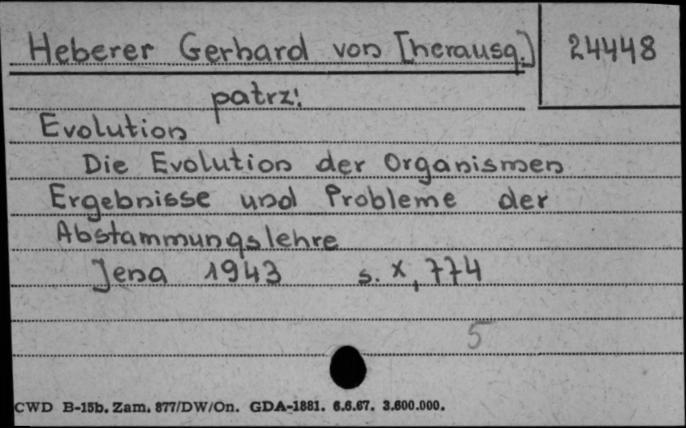 Heberer Gerhard von [herausg.] 24448
patrz:
Evolution
Die Evolution der Organismen
Ergebnisse und Probleme der
Abstammungslehre
Jena 1943 s. X, 774
5
CWD B-15b. Zam. 877/DW/On. GDA-1881. 6.6.67. 3.600.000.